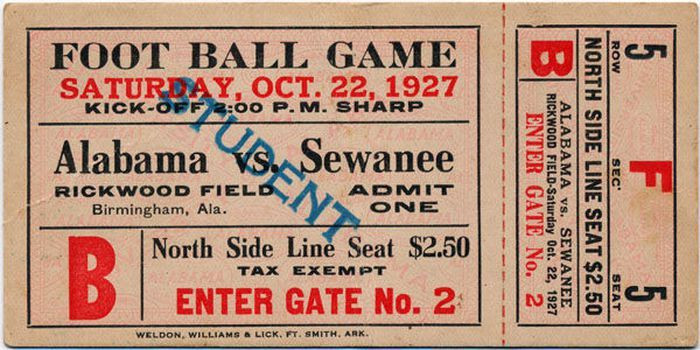 FOOT BALL GAME
SATURDAY, OCT. 22, 1927
KICK-OFF 2:00 P.M. SHARP
STUDENT
Alabama vs. Sewanee
RICKWOOD FIELD
Birmingham, Ala.
ADMIT
ONE
B
North Side Line Seat $2.50
TAX EXEMPT
ENTER GATE No. 2
WELDON, WILLIAMS & LICK, FT. SMITH, ARK.
5
ROW
F
SEC'
5
SEAT
B
NORTH SIDE LINE SEAT $2.50
ALABAMA vs. SEWANEE
RICKWOOD FIELD-Saturday Oct. 22, 1927
ENTER GATE No. 2